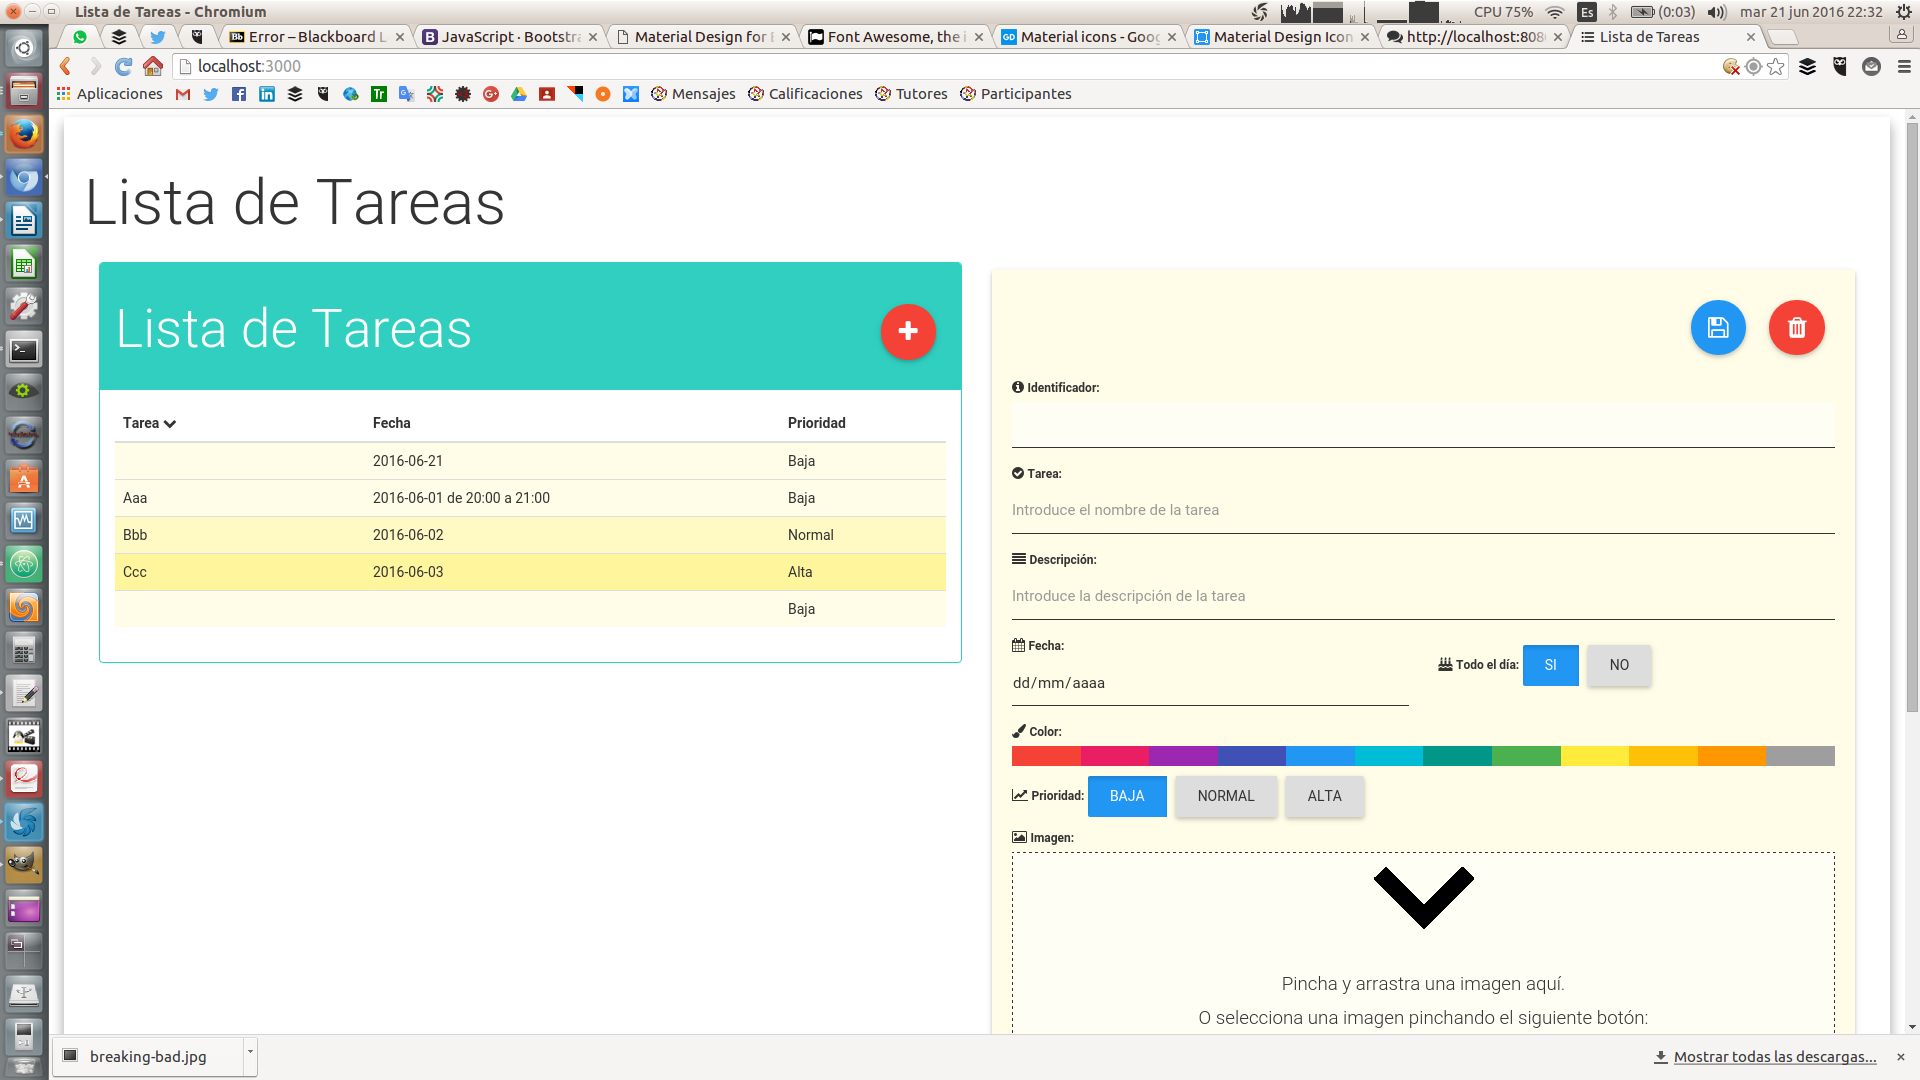 Lista de Tareas - Chromium
CPU 75%
Es
(0:03)
mar 21 jun 2016 22:32
Error – Blackboard L
JavaScript · Bootstra
Material Design for B
Font Awesome, the i
Material icons - Goog
Material Design Icon
http://localhost:808
Lista de Tareas
localhost:3000
Aplicaciones
Mensajes
Calificaciones
Tutores
Participantes
Lista de Tareas
Lista de Tareas
Tarea
Fecha
Prioridad
2016-06-21
Baja
Aaa
2016-06-01 de 20:00 a 21:00
Baja
Bbb
2016-06-02
Normal
Ccc
2016-06-03
Alta
Baja
Identificador:
Tarea:
Introduce el nombre de la tarea
Descripción:
Introduce la descripción de la tarea
Fecha:
dd/mm/aaaa
Todo el día:
SI
NO
Color:
Prioridad:
BAJA
NORMAL
ALTA
Imagen:
Pincha y arrastra una imagen aquí.
O selecciona una imagen pinchando el siguiente botón:
breaking-bad.jpg
Mostrar todas las descargas...